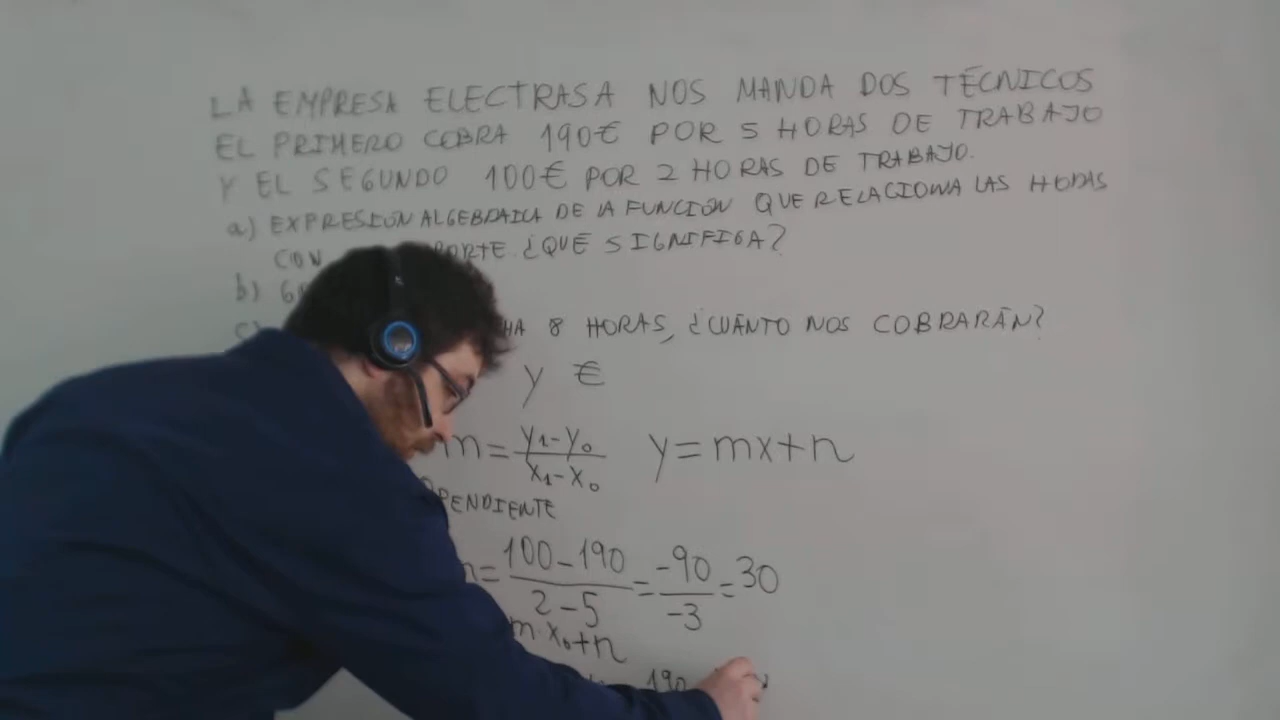 LA EMPRESA ELECTRASA NOS MANDA DOS TÉCNICOS
EL PRIMERO COBRA 190€ POR 5 HORAS DE TRABAJO
Y EL SEGUNDO 100€ POR 2 HORAS DE TRABAJO.
a) EXPRESIÓN ALGEBRAICA DE LA FUNCIÓN QUE RELACIONA LAS HORAS
CON ¿QUÉ SIGNIFICA?
b)
c) 8 HORAS, ¿CUÁNTO NOS COBRARÁN?
y €
m = (y₁-y₀)/(x₁-x₀) y=mx+n
PENDIENTE
= (100-190)/(2-5) = -90/-3 = 30
m·x₀+n
190